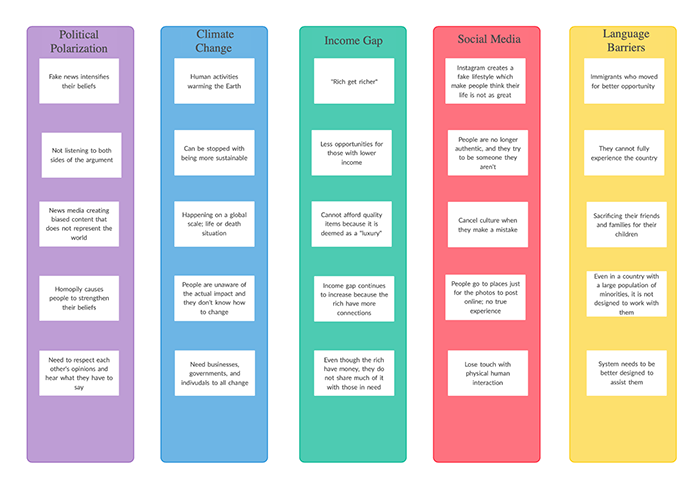 Political
Polarization
Fake news intensifies
their beliefs
Not listening to both
sides of the argument
News media creating
biased content that
does not represent the
world
Homopily causes
people to strengthen
their beliefs
Need to respect each
other's opinions and
hear what they have to
say
Climate
Change
Human activities
warming the Earth
Can be stopped with
being more sustainable
Happening on a global
scale; life or death
situation
People are unaware of
the actual impact and
they don't know how
to change
Need businesses,
governments, and
indivudals to all change
Income Gap
"Rich get richer"
Less opportunities for
those with lower
income
Cannot afford quality
items because it is
deemed as a "luxury"
Income gap continues
to increase because the
rich have more
connections
Even though the rich
have money, they do
not share much of it
with those in need
Social Media
Instagram creates a
fake lifestyle which
make people think their
life is not as great
People are no longer
authentic, and they try
to be someone they
aren't
Cancel culture when
they make a mistake
People go to places just
for the photos to post
online; no true
experience
Lose touch with
physical human
interaction
Language
Barriers
Immigrants who moved
for better opportunity
They cannot fully
experience the country
Sacrificing their friends
and families for their
children
Even in a country with
a large population of
minorities, it is not
designed to work with
them
System needs to be
better designed to
assist them